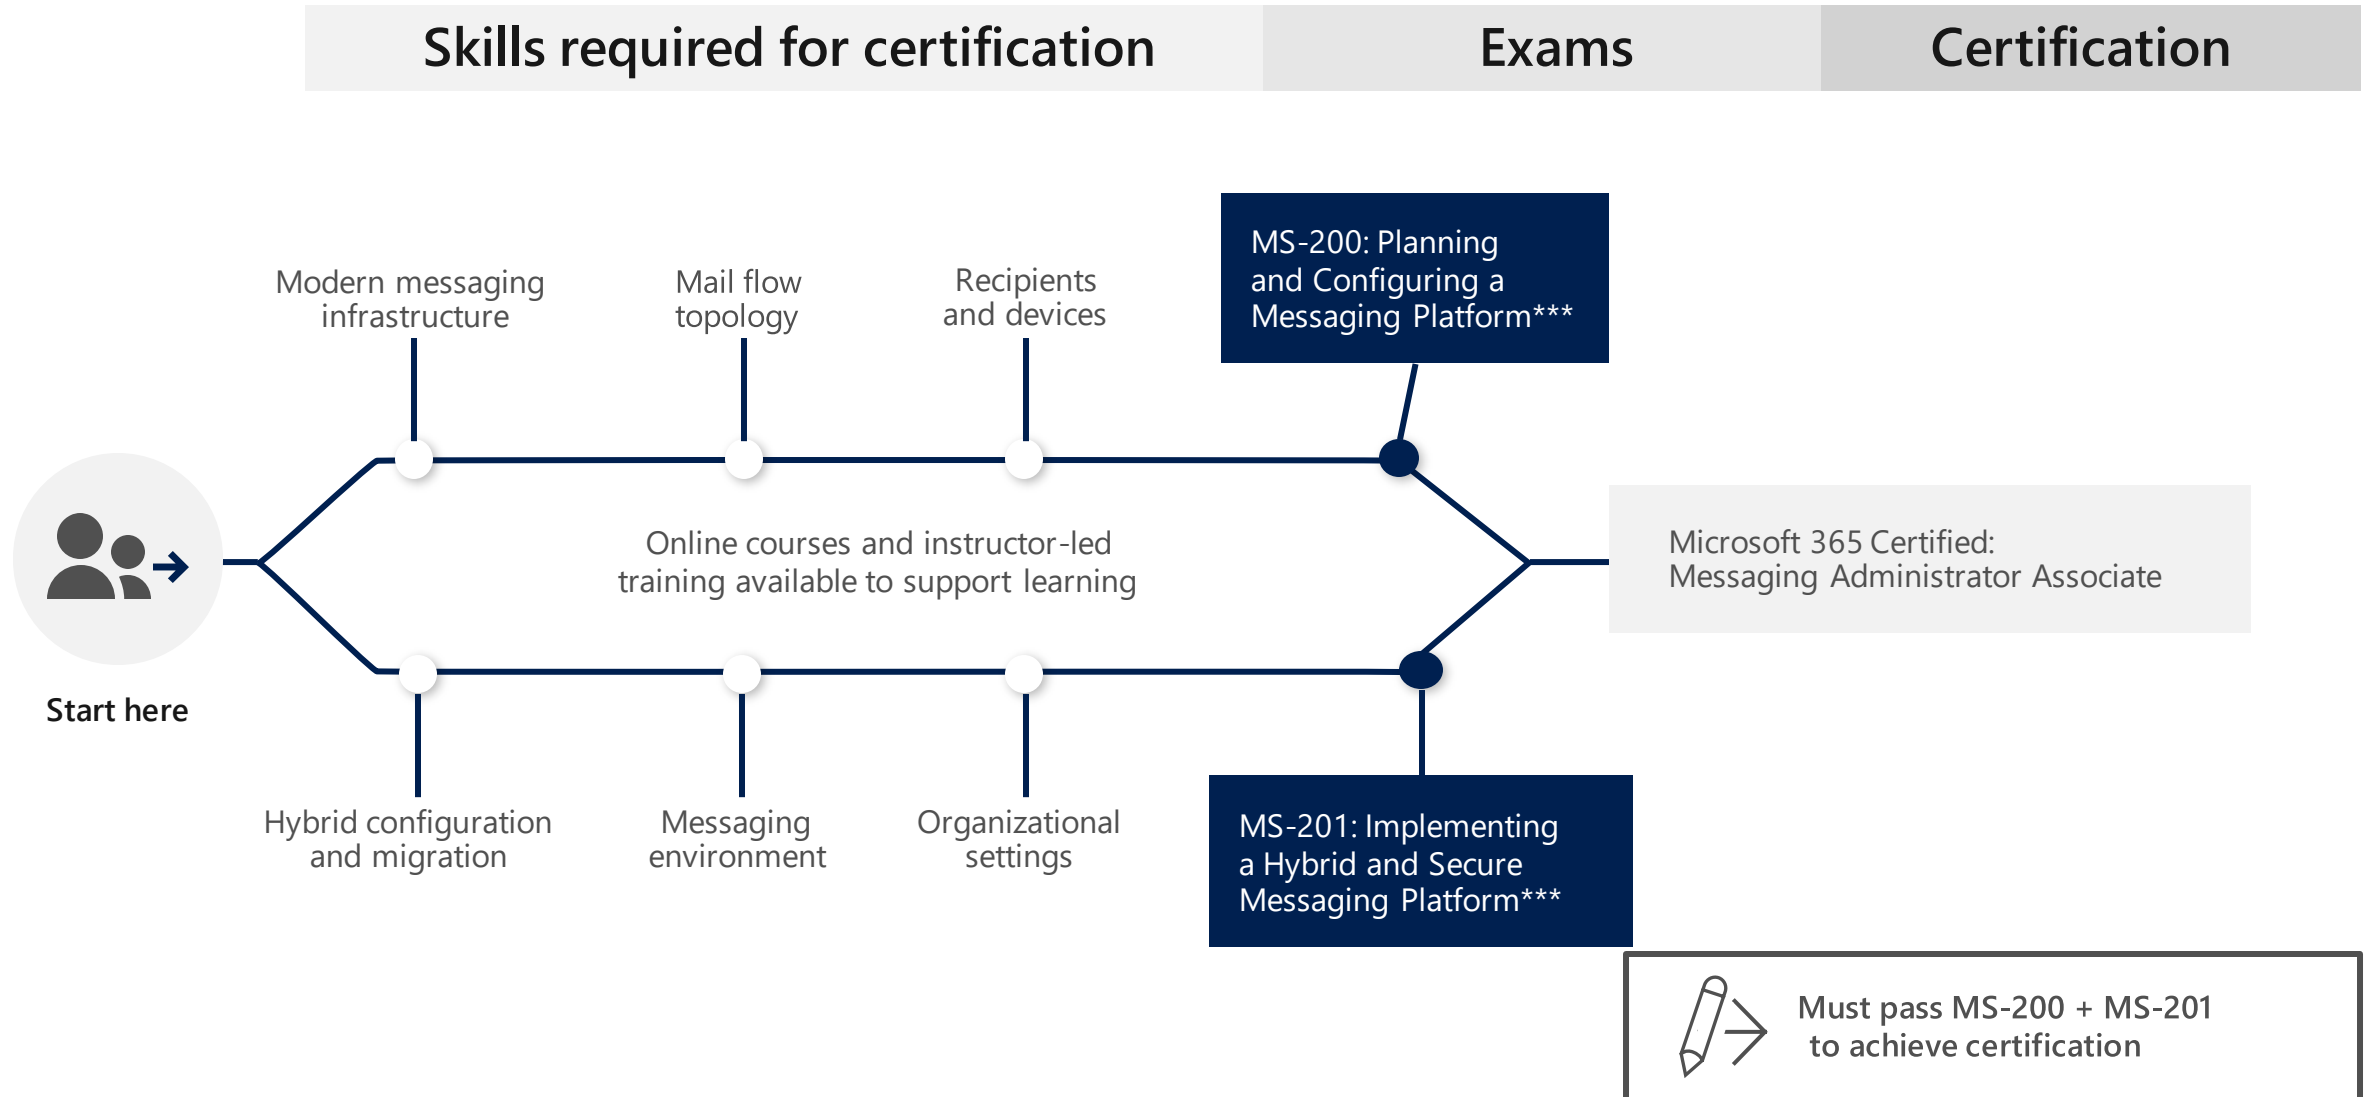 Skills required for certification
Exams
Certification
Modern messaging
infrastructure
Mail flow
topology
Recipients
and devices
MS-200: Planning
and Configuring a
Messaging Platform***
Online courses and instructor-led
training available to support learning
Microsoft 365 Certified:
Messaging Administrator Associate
Start here
Hybrid configuration
and migration
Messaging
environment
Organizational
settings
MS-201: Implementing
a Hybrid and Secure
Messaging Platform***
Must pass MS-200 + MS-201
to achieve certification